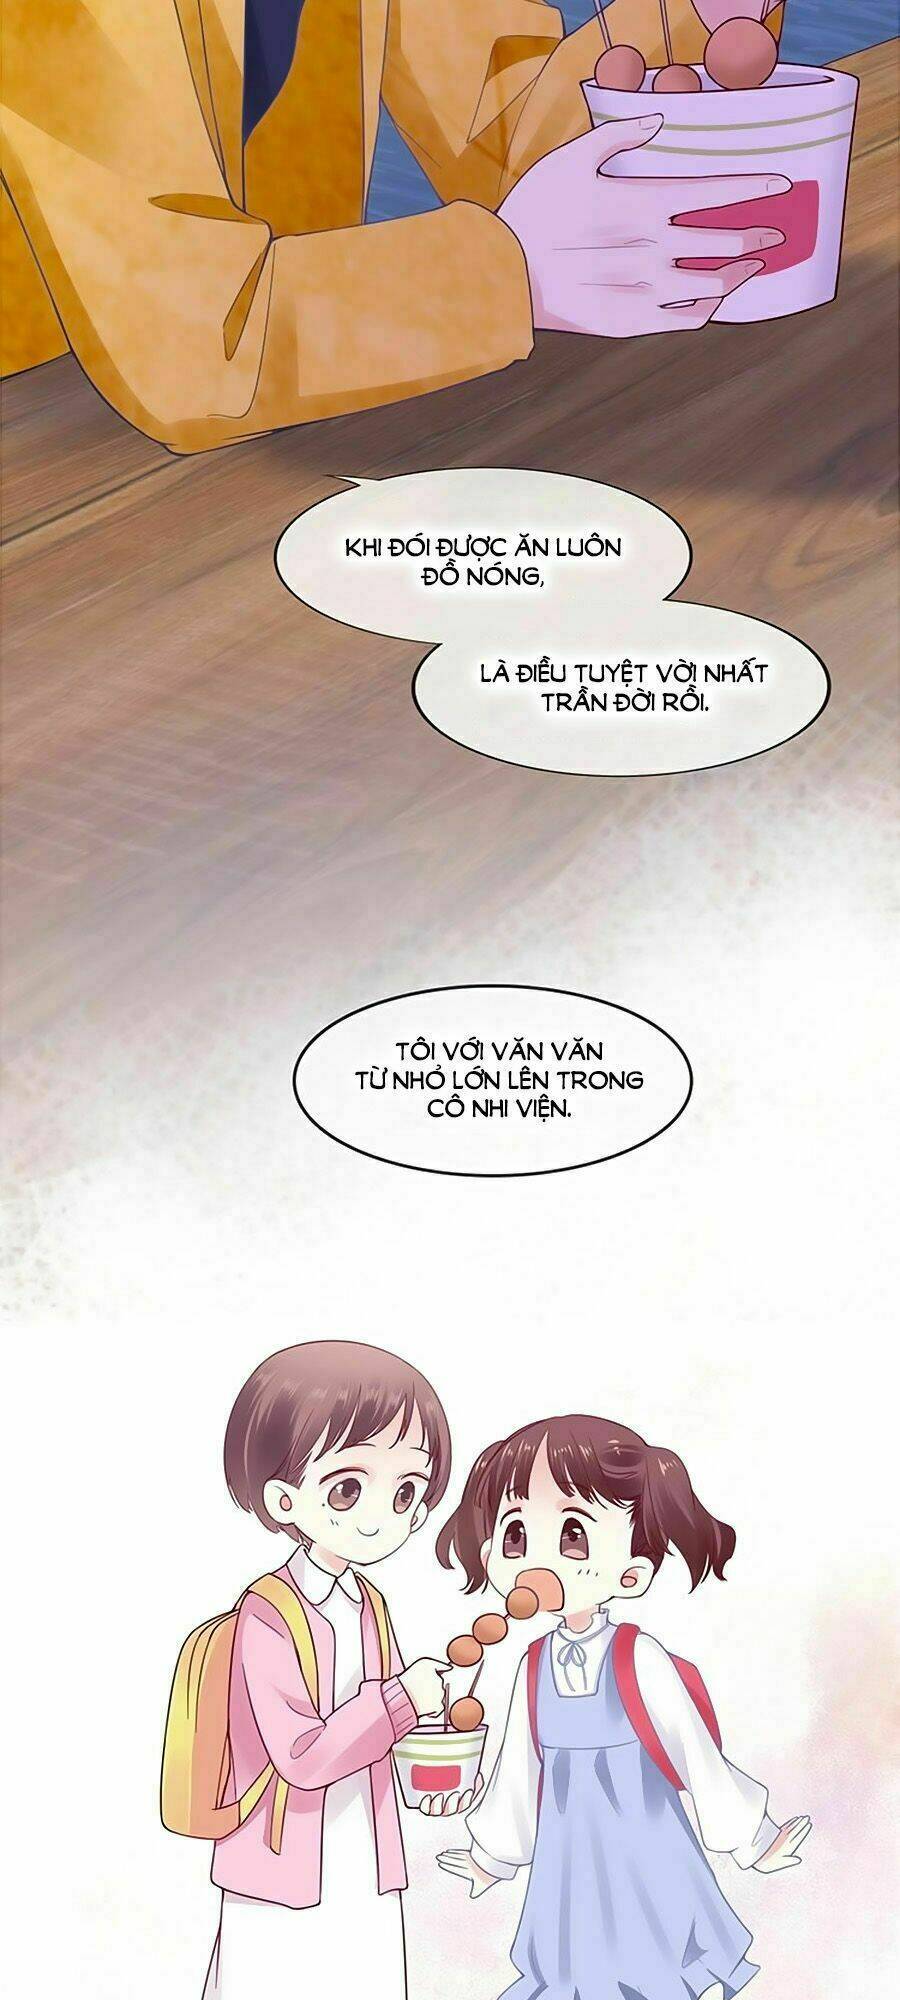 KHI ĐÓI ĐƯỢC ĂN LUÔN
ĐỒ NÓNG,
LÀ ĐIỀU TUYỆT VỜI NHẤT
TRẦN ĐỜI RỒI.
TÔI VỚI VĂN VĂN
TỪ NHỎ LỚN LÊN TRONG
CÔ NHI VIỆN.